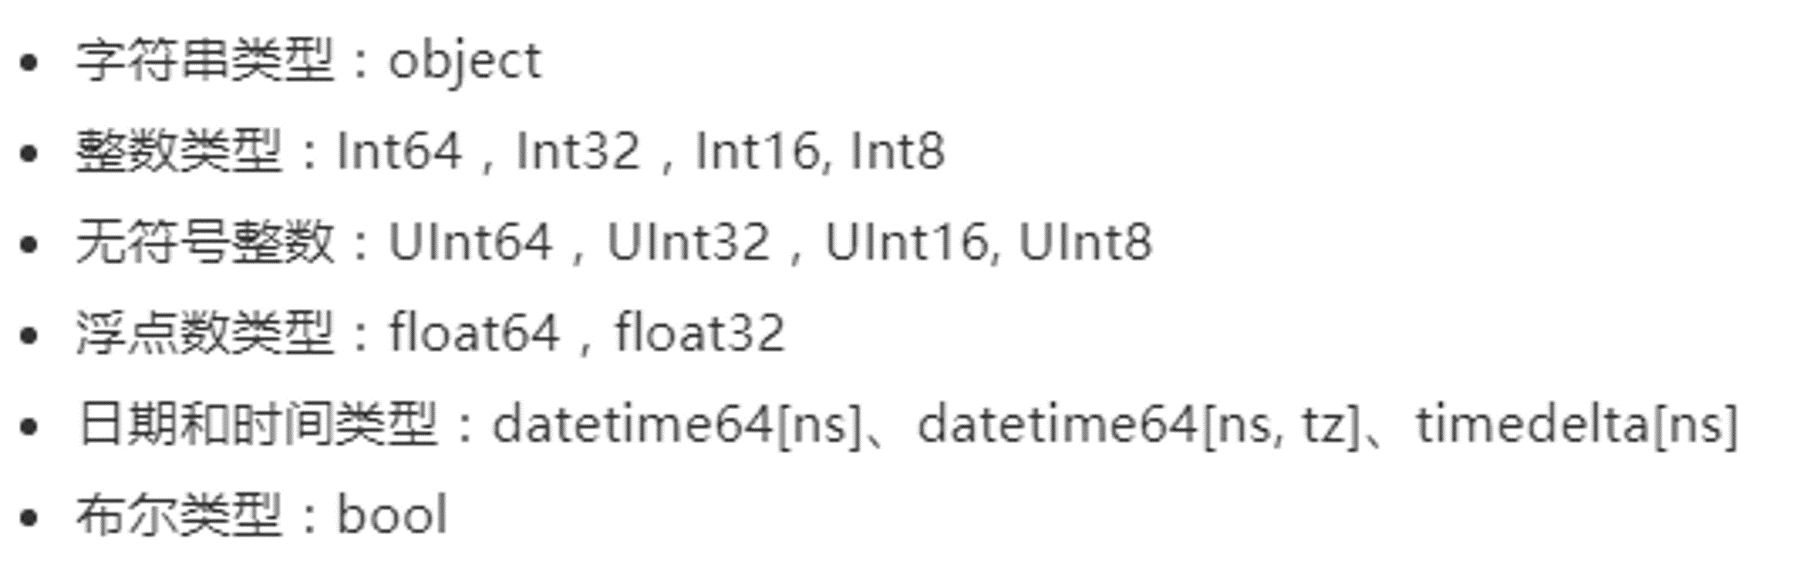 • 字符串类型：object
• 整数类型：Int64，Int32，Int16, Int8
• 无符号整数：UInt64，UInt32，UInt16, UInt8
• 浮点数类型：float64，float32
• 日期和时间类型：datetime64[ns]、datetime64[ns, tz]、timedelta[ns]
• 布尔类型：bool